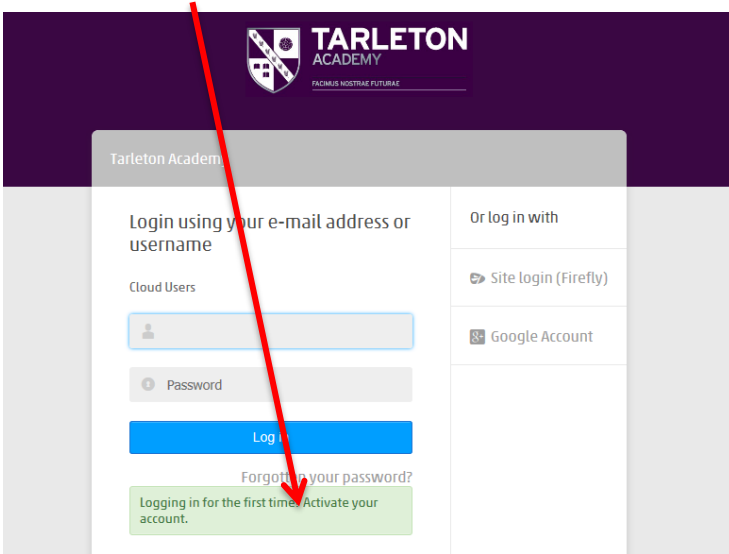 TARLETON
ACADEMY
FACIMUS NOSTRAE FUTURAE
Tarleton Academy
Login using your e-mail address or
username
Cloud Users
Password
Log in
Forgotten your password?
Logging in for the first time? Activate your
account.
Or log in with
Site login (Firefly)
Google Account